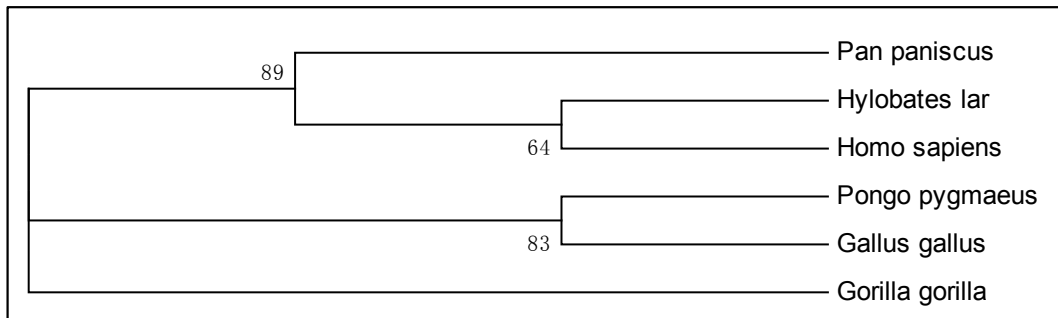 Pan paniscus
89
Hylobates lar
64
Homo sapiens
Pongo pygmaeus
83
Gallus gallus
Gorilla gorilla